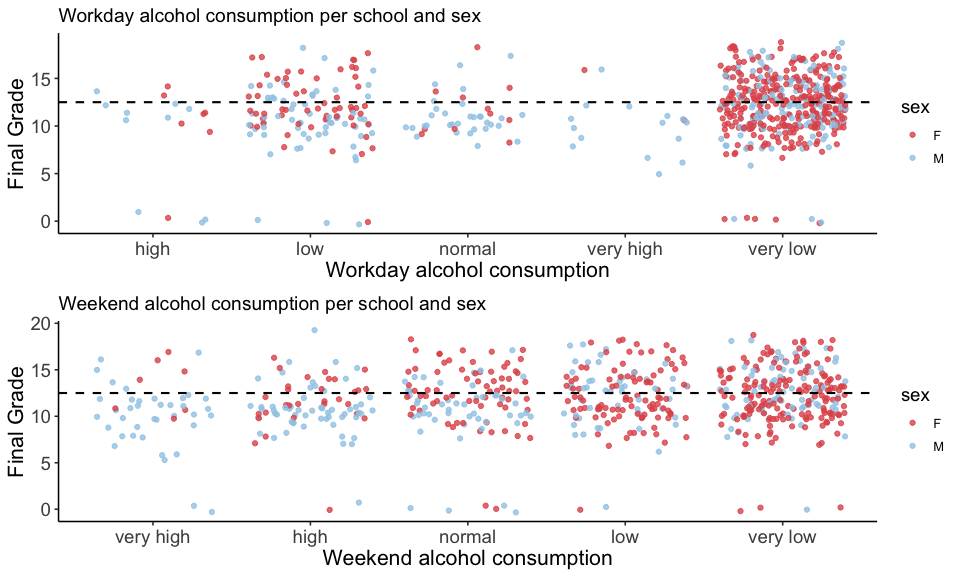 Workday alcohol consumption per school and sex
Final Grade
15
10
5
0
high low normal very high very low
Workday alcohol consumption
sex
F
M
Weekend alcohol consumption per school and sex
Final Grade
20
15
10
5
0
very high high normal low very low
Weekend alcohol consumption
sex
F
M